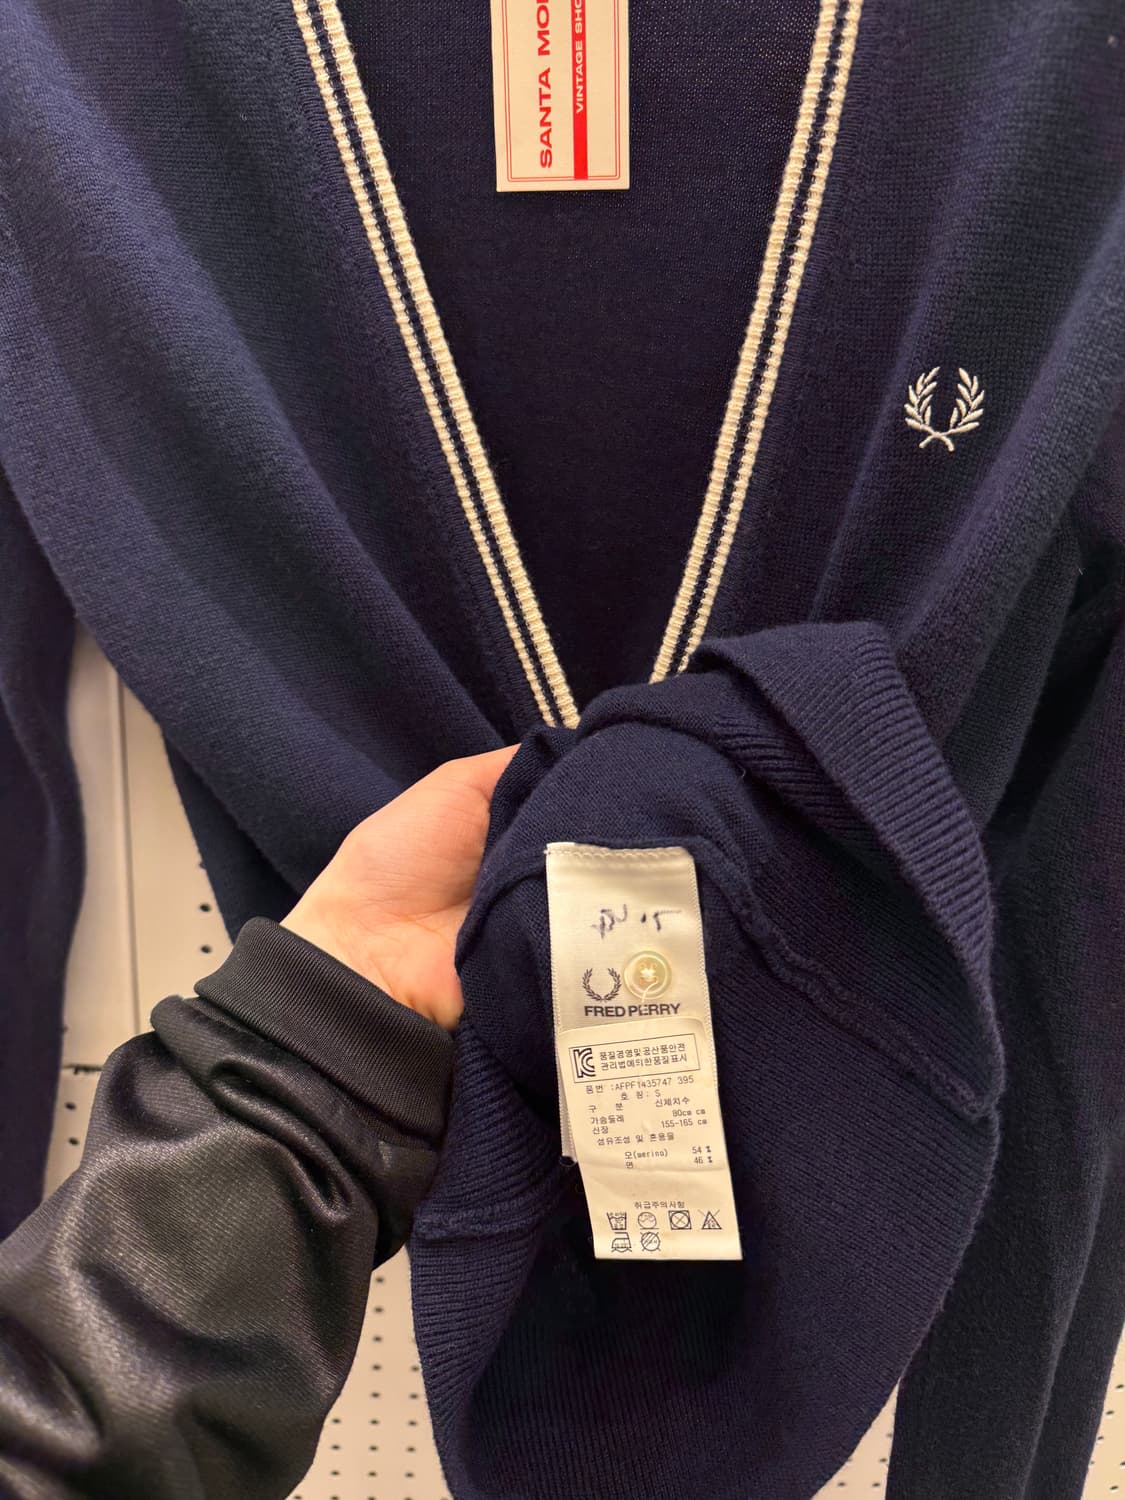 SANTA MO
VINTAGE SHO
FRED PERRY
품질경영및공산품안전
관리법에의한품질표시
품번 :AFPF1435747 395
호 칭: S
구 분 신체치수
가슴둘레 80cm cm
신장 155-165 cm
섬유조성 및 혼용율
모(merino) 54 %
면 46 %
취급주의사항